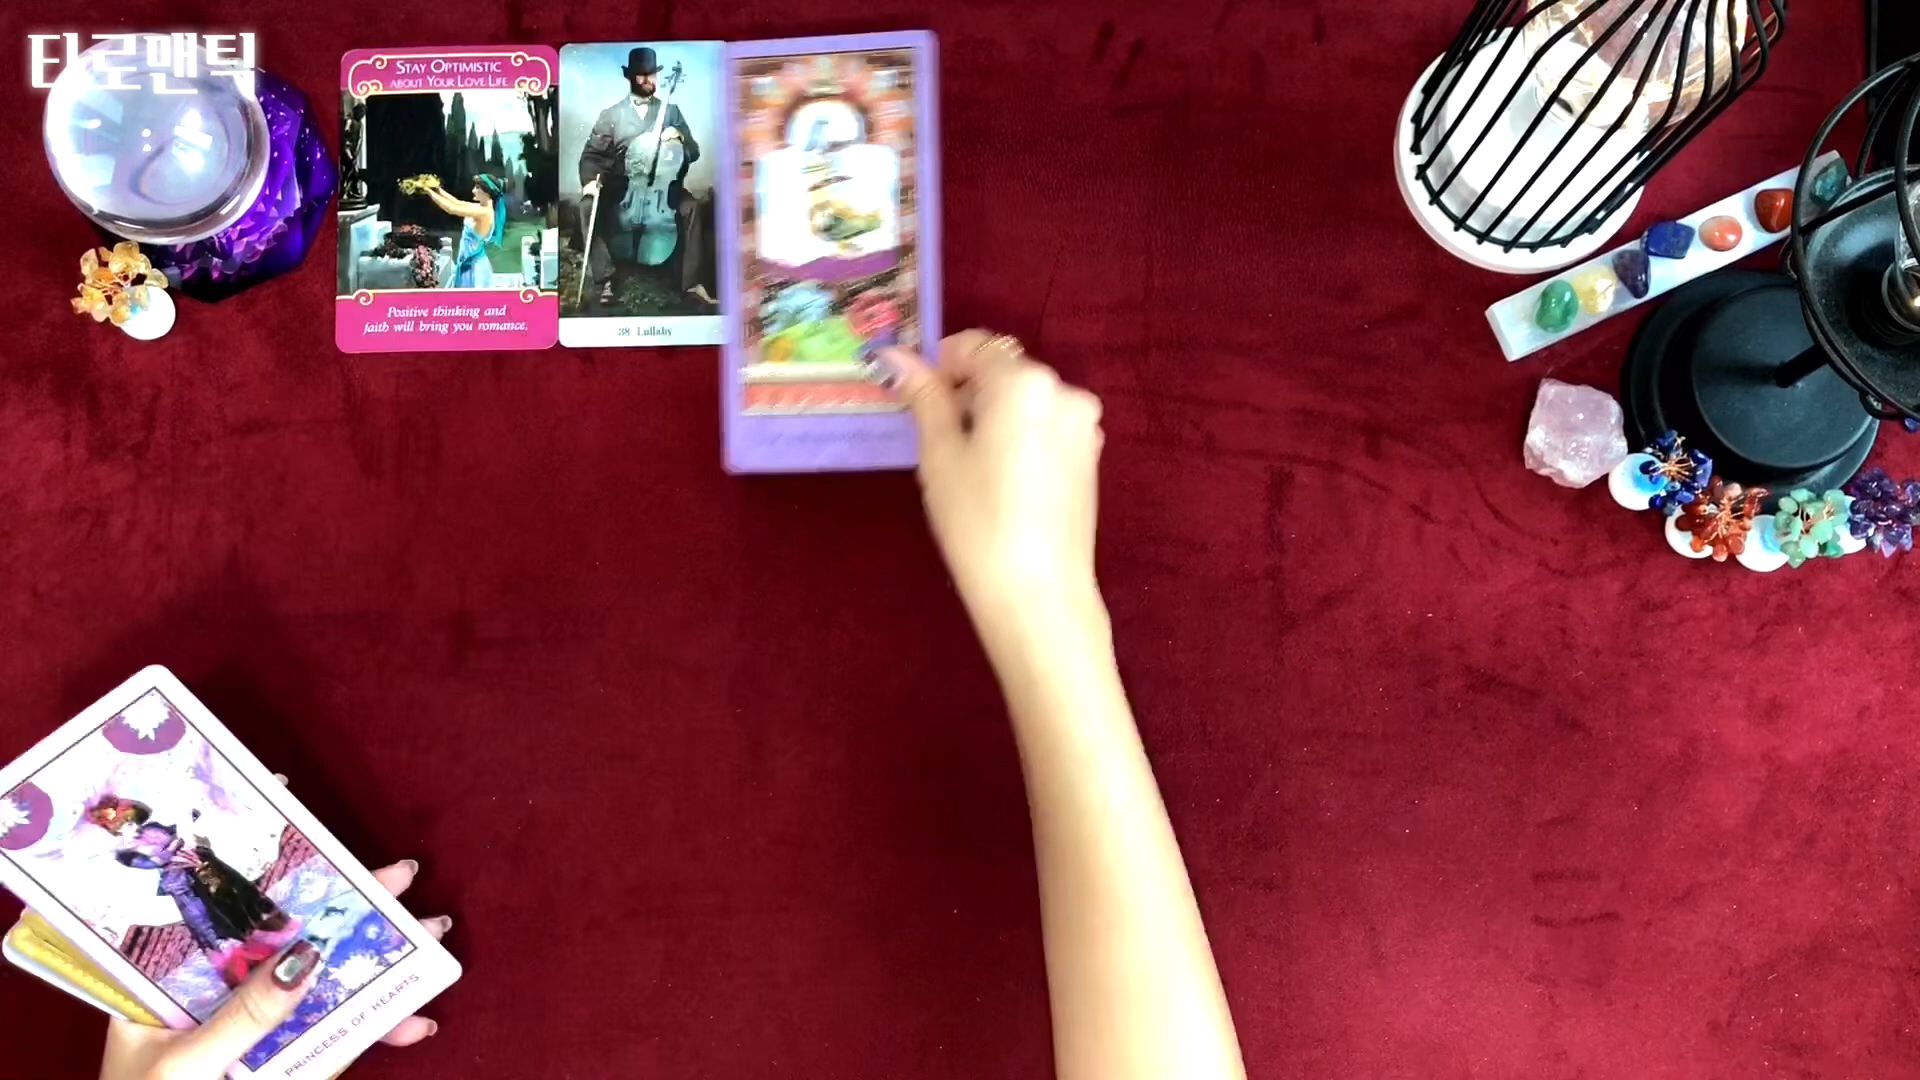 타로맨틱
STAY OPTIMISTIC
ABOUT YOUR LOVE LIFE
Positive thinking and
faith will bring you romance.
38 Lullaby
PRINCESS OF HEARTS